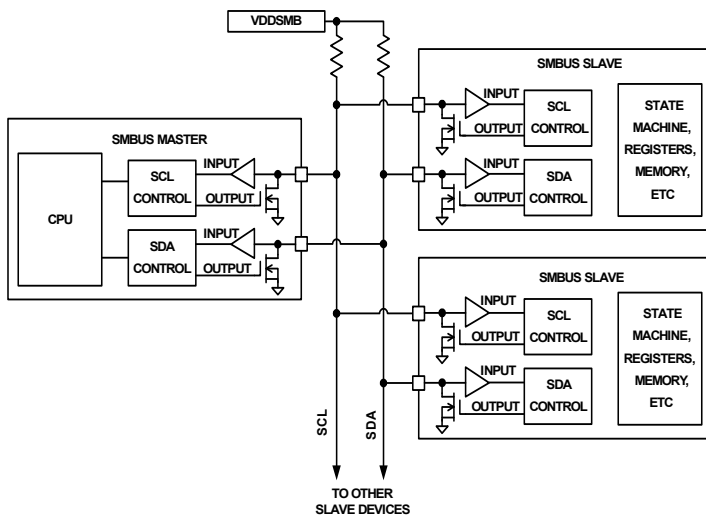 VDDSMB
SMBUS MASTER
CPU
SCL
CONTROL
INPUT
OUTPUT
SDA
CONTROL
INPUT
OUTPUT
SMBUS SLAVE
INPUT
OUTPUT
SCL
CONTROL
INPUT
OUTPUT
SDA
CONTROL
STATE
MACHINE,
REGISTERS,
MEMORY,
ETC
SMBUS SLAVE
INPUT
OUTPUT
SCL
CONTROL
INPUT
OUTPUT
SDA
CONTROL
STATE
MACHINE,
REGISTERS,
MEMORY,
ETC
SCL
SDA
TO OTHER
SLAVE DEVICES